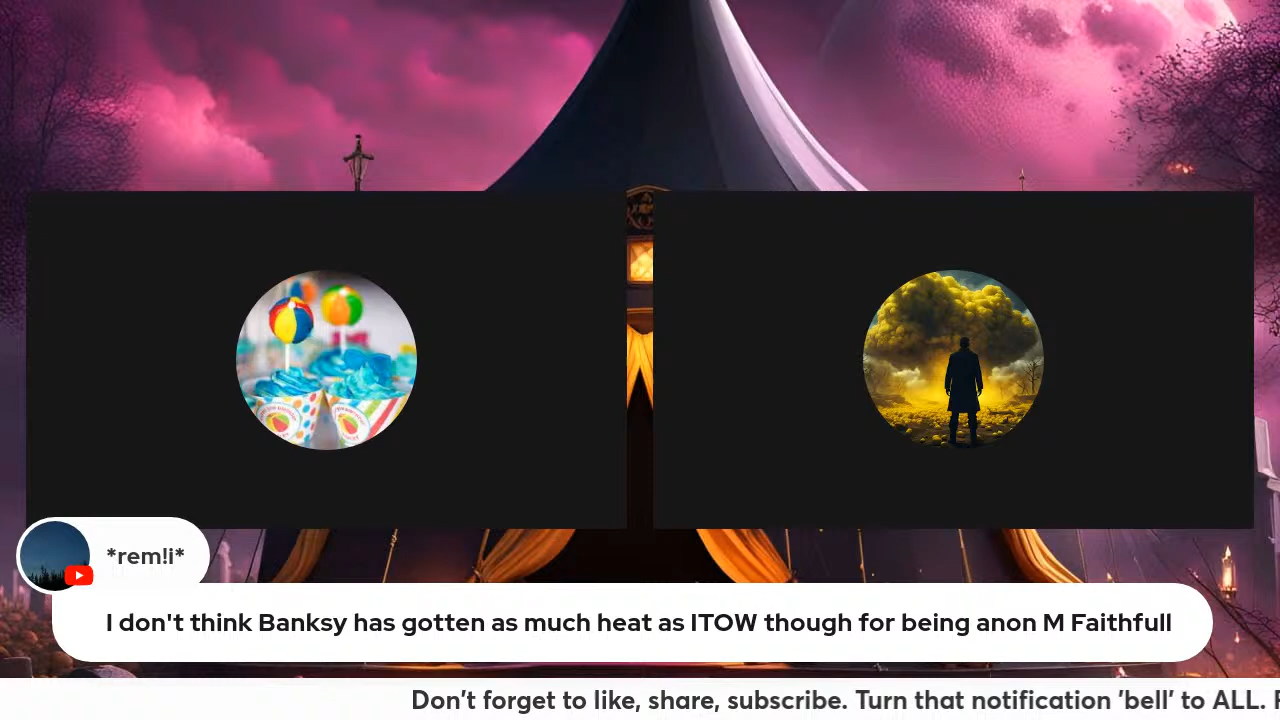 *rem!i*
I don't think Banksy has gotten as much heat as ITOW though for being anon M Faithfull
Don't forget to like, share, subscribe. Turn that notification 'bell' to ALL.